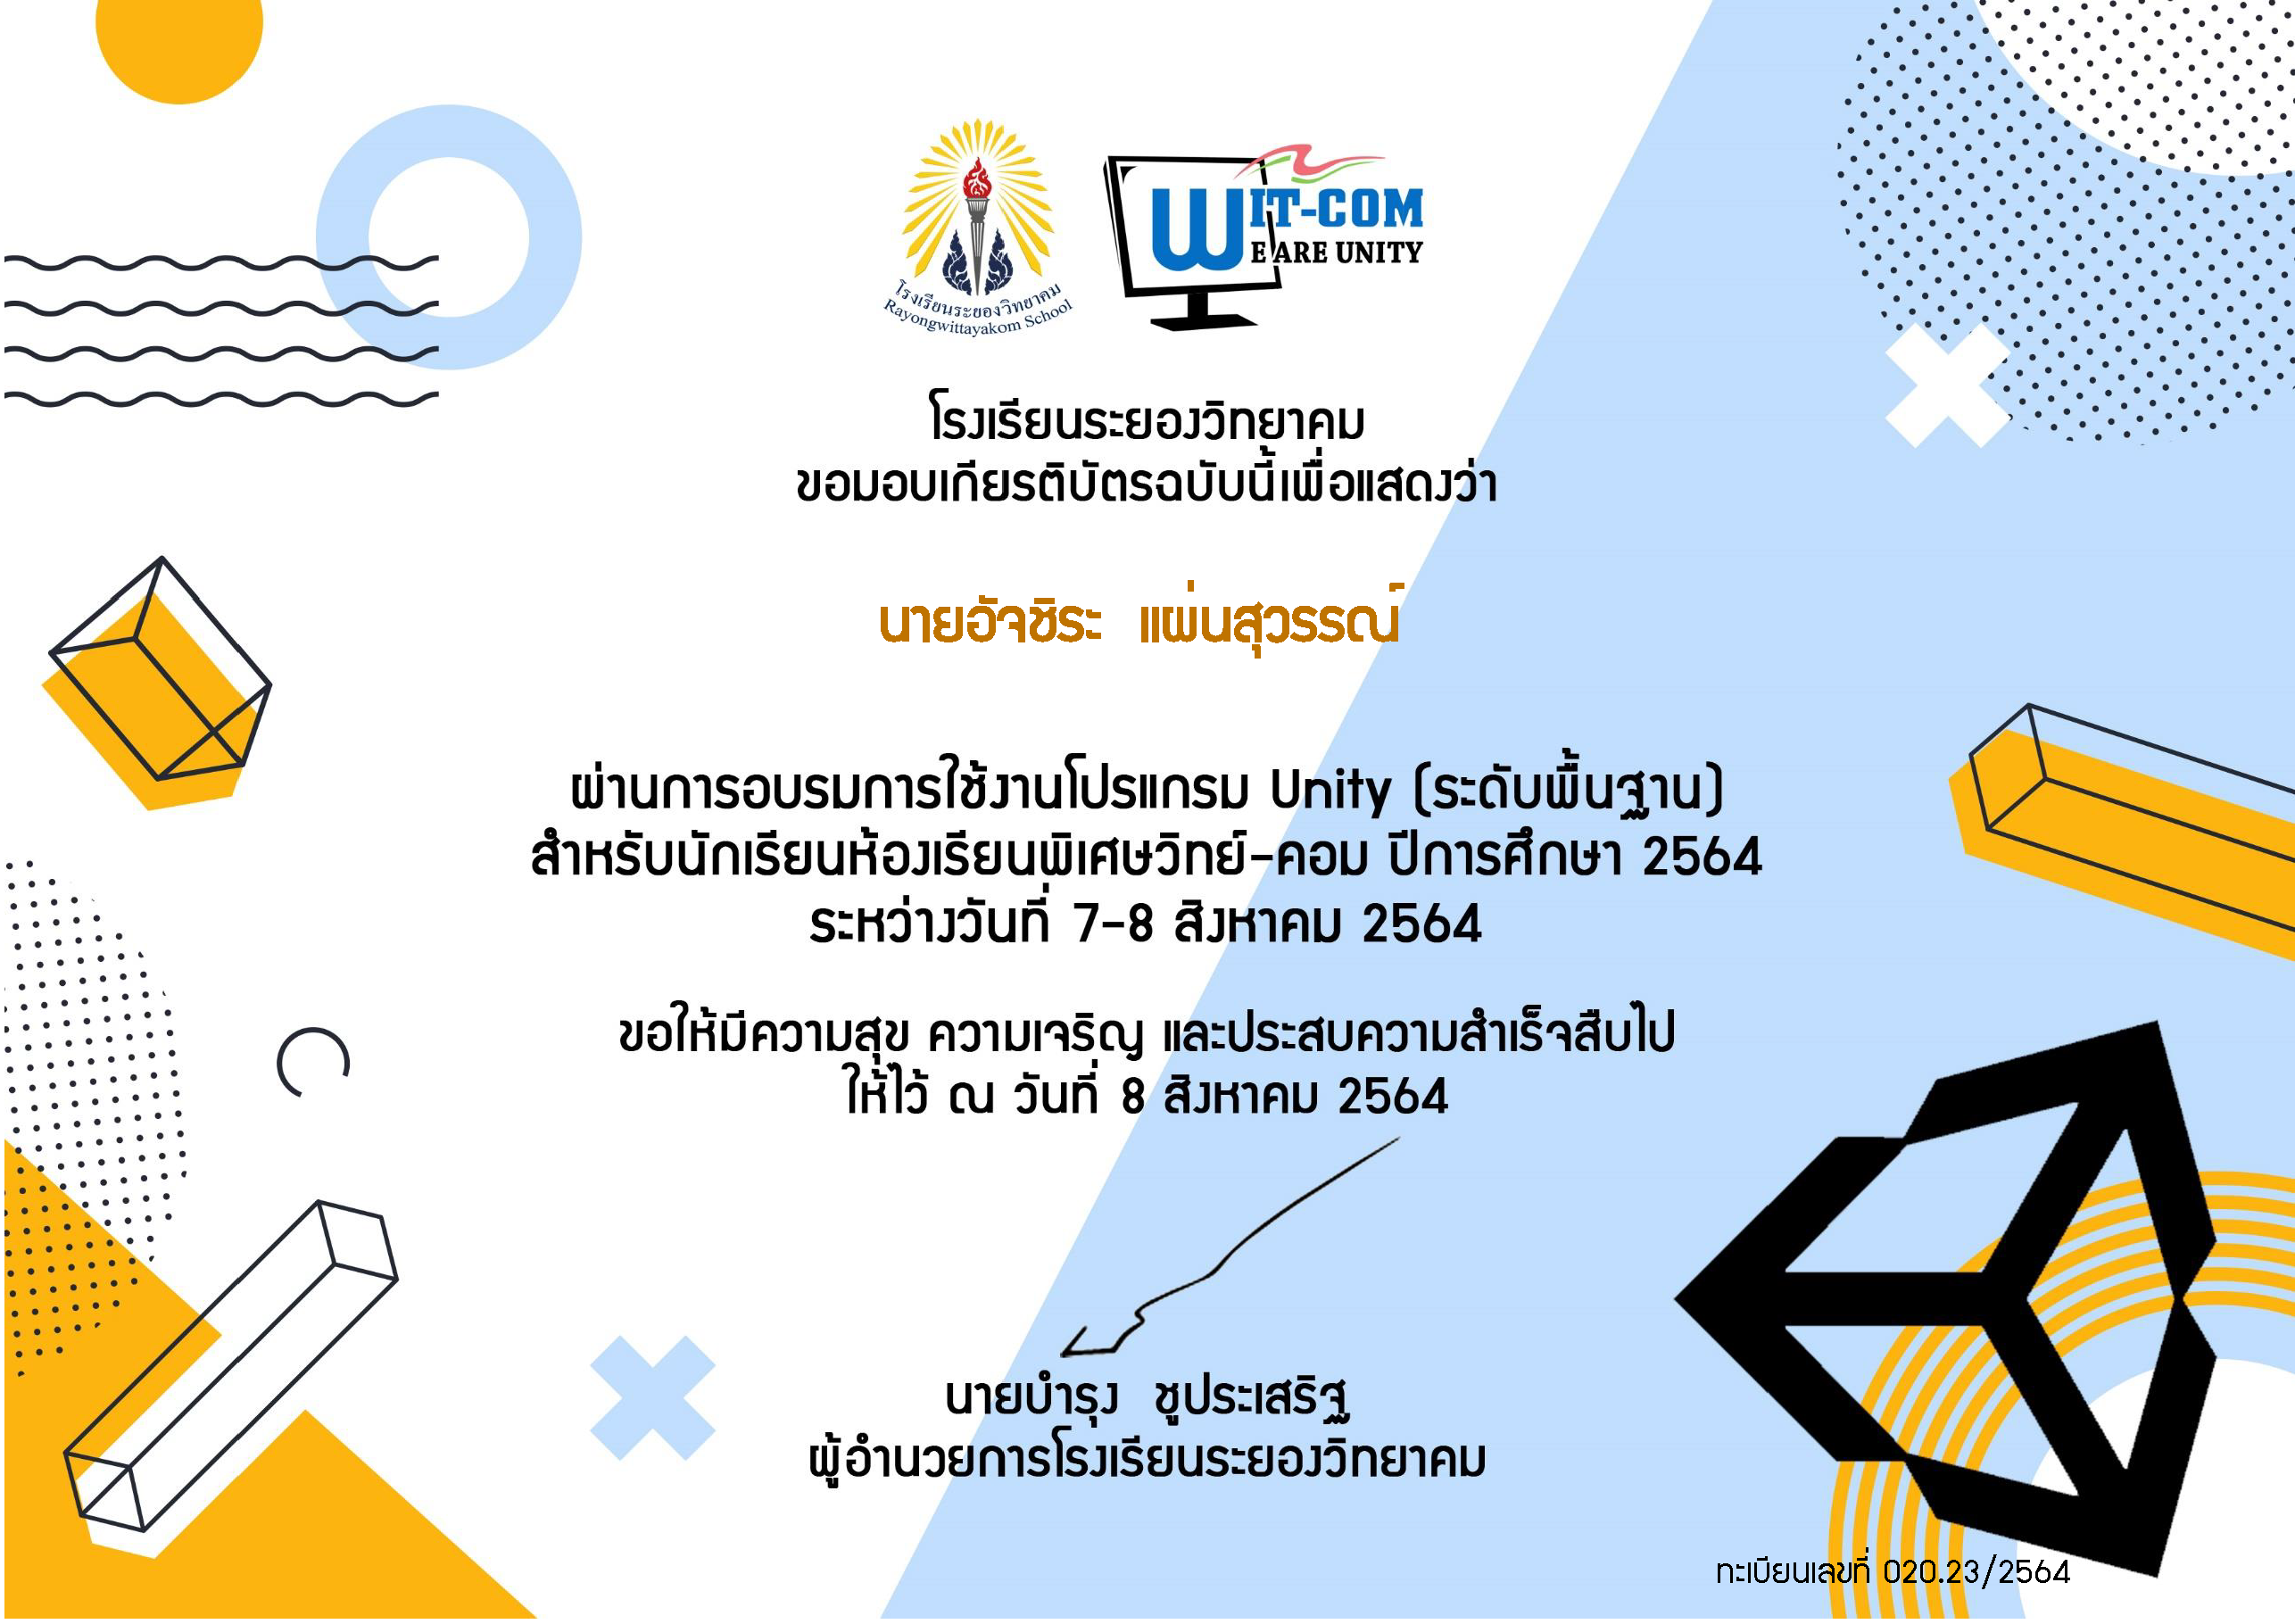 โรงเรียนระยองวิทยาคม
Rayongwittayakom School
WIT-COM
WE ARE UNITY
โรงเรียนระยองวิทยาคม
ขอมอบเกียรติบัตรฉบับนี้เพื่อแสดงว่า
นายอัจชิระ แผ่นสุวรรณ์
ผ่านการอบรมการใช้งานโปรแกรม Unity (ระดับพื้นฐาน)
สำหรับนักเรียนห้องเรียนพิเศษวิทย์-คอม ปีการศึกษา 2564
ระหว่างวันที่ 7-8 สิงหาคม 2564
ขอให้มีความสุข ความเจริญ และประสบความสำเร็จสืบไป
ให้ไว้ ณ วันที่ 8 สิงหาคม 2564
นายบำรุง ชูประเสริฐ
ผู้อำนวยการโรงเรียนระยองวิทยาคม
ทะเบียนเลขที่ 020.23/2564